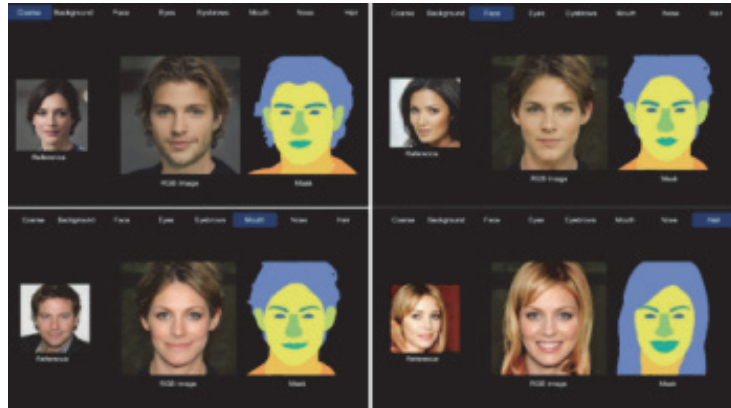 Coarse Background Face Eyes Eyebrows Mouth Nose Hair
Reference
RGB Image
Mask
Coarse Background Face Eyes Eyebrows Mouth Nose Hair
Reference
RGB Image
Mask
Coarse Background Face Eyes Eyebrows Mouth Nose Hair
Reference
RGB Image
Mask
Coarse Background Face Eyes Eyebrows Mouth Nose Hair
Reference
RGB Image
Mask